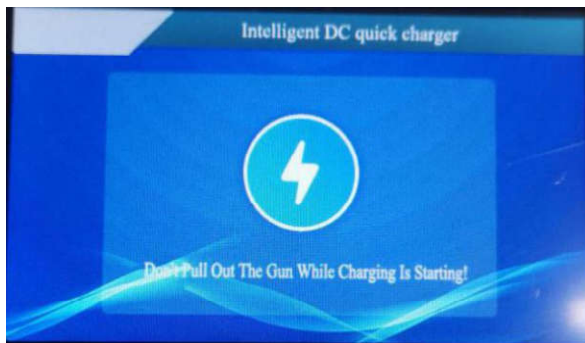 Intelligent DC quick charger
Don't Pull Out The Gun While Charging Is Starting!